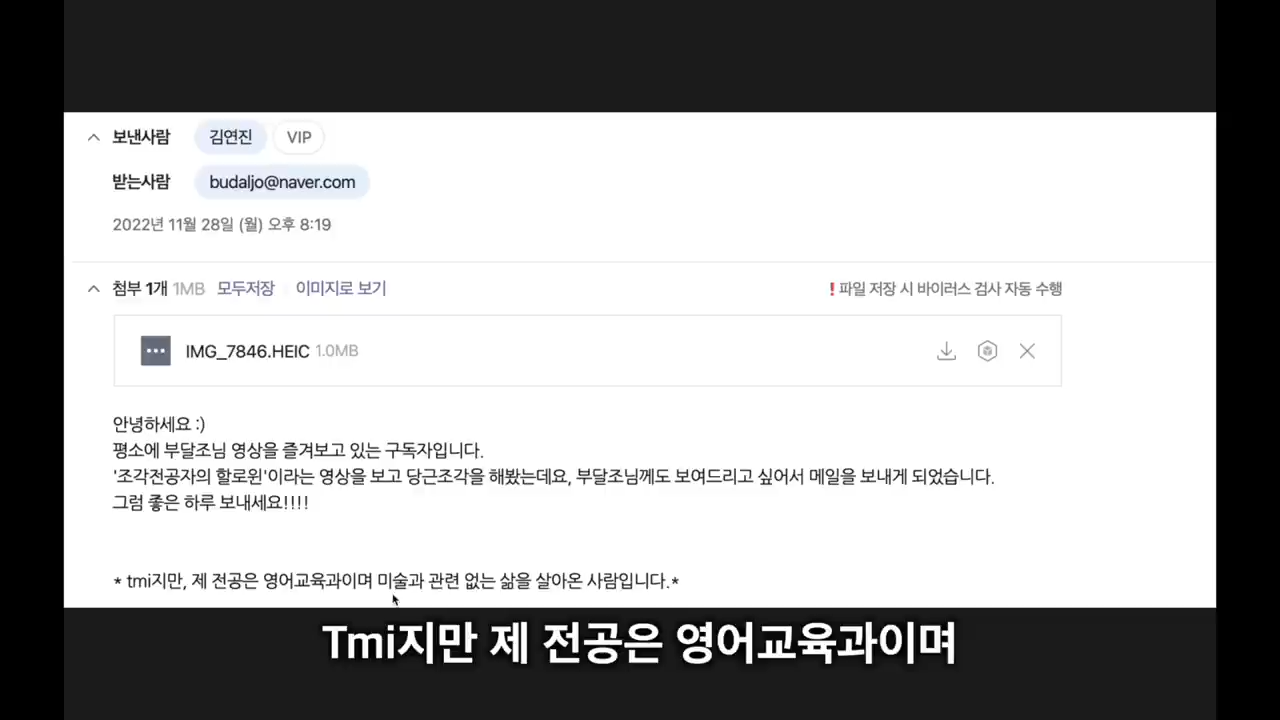 보낸사람 김연진 VIP
받는사람 budaljo@naver.com
2022년 11월 28일 (월) 오후 8:19
첨부 1개 1MB 모두저장 이미지로 보기 ❗파일 저장 시 바이러스 검사 자동 수행
IMG_7846.HEIC 1.0MB
안녕하세요 :)
평소에 부달조님 영상을 즐겨보고 있는 구독자입니다.
'조각전공자의 할로윈'이라는 영상을 보고 당근조각을 해봤는데요, 부달조님께도 보여드리고 싶어서 메일을 보내게 되었습니다.
그럼 좋은 하루 보내세요!!!!
* tmi지만, 제 전공은 영어교육과이며 미술과 관련 없는 삶을 살아온 사람입니다.*
Tmi지만 제 전공은 영어교육과이며